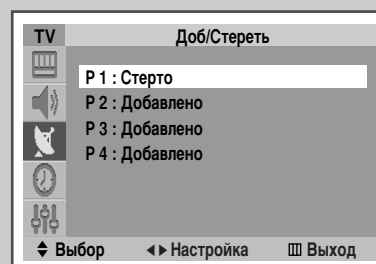 TV Доб/Стереть
P 1 : Стерто
P 2 : Добавлено
P 3 : Добавлено
P 4 : Добавлено
Выбор Настройка Выход